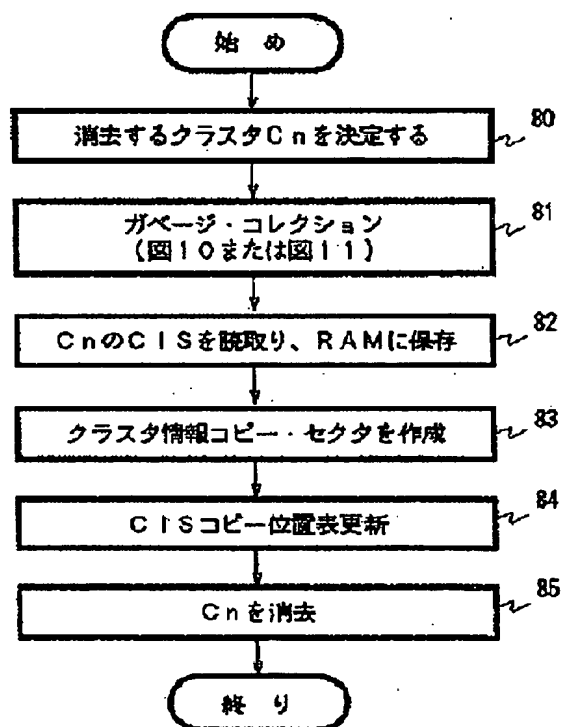 始 め
消去するクラスタCnを決定する
80
ガベージ・コレクション
(図10または図11)
81
CnのCISを読取り、RAMに保存
82
クラスタ情報コピー・セクタを作成
83
CISコピー位置表更新
84
Cnを消去
85
終 り